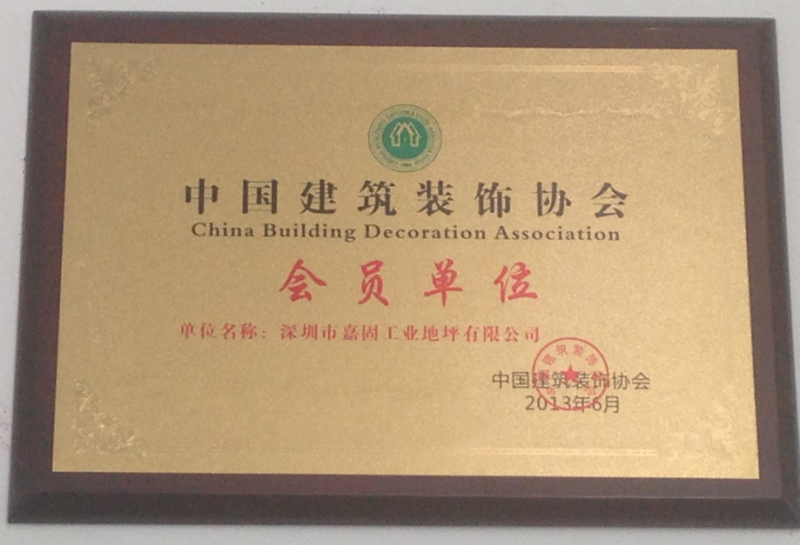 中国建筑装饰协会
China Building Decoration Association
会员单位
单位名称：深圳市嘉固工业地坪有限公司
中国建筑装饰协会
2013年6月